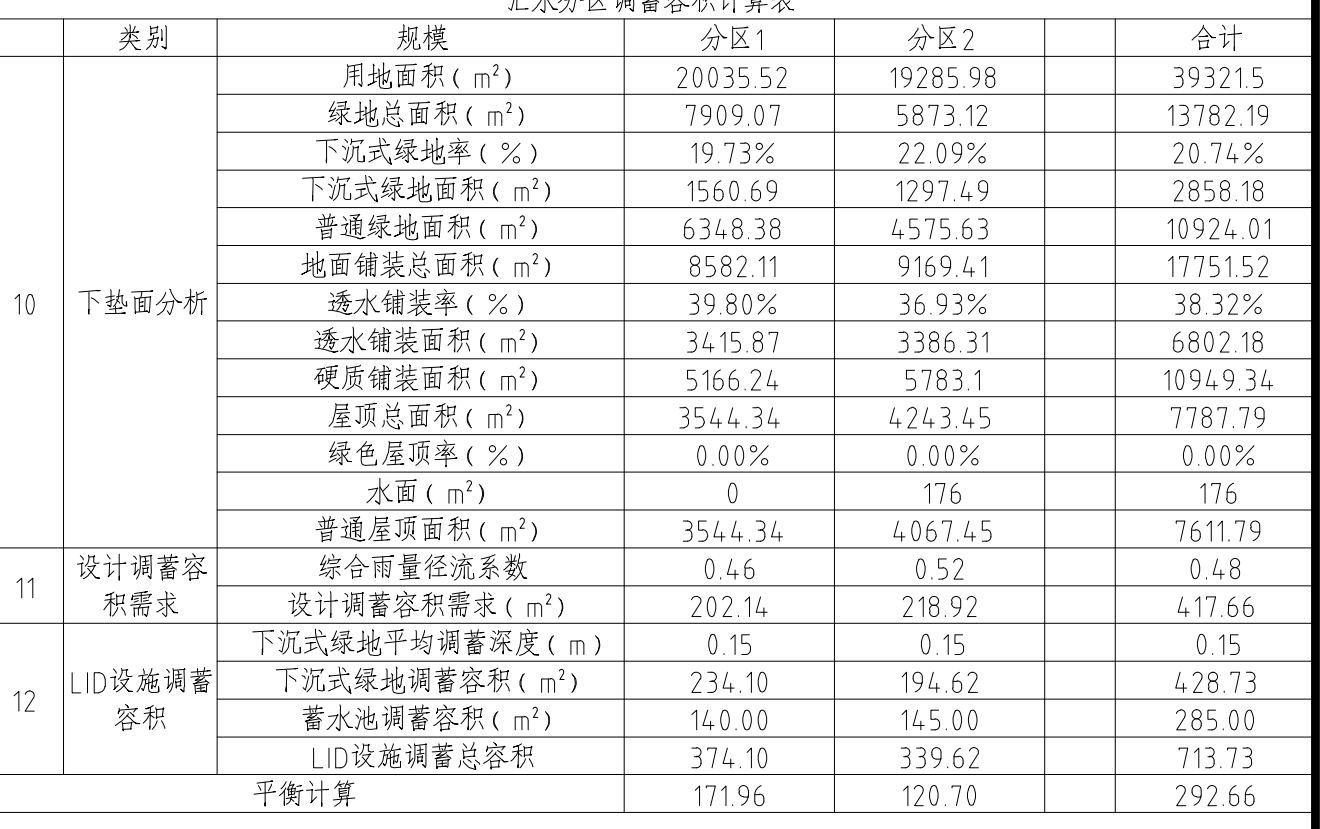 汇水分区调蓄容积计算表
类别 规模 分区1 分区2 合计
用地面积( m²) 20035.52 19285.98 39321.5
绿地总面积( m²) 7909.07 5873.12 13782.19
下沉式绿地率( %) 19.73% 22.09% 20.74%
下沉式绿地面积( m²) 1560.69 1297.49 2858.18
普通绿地面积( m²) 6348.38 4575.63 10924.01
地面铺装总面积( m²) 8582.11 9169.41 17751.52
10 下垫面分析 透水铺装率( %) 39.80% 36.93% 38.32%
透水铺装面积( m²) 3415.87 3386.31 6802.18
硬质铺装面积( m²) 5166.24 5783.1 10949.34
屋顶总面积( m²) 3544.34 4243.45 7787.79
绿色屋顶率( %) 0.00% 0.00% 0.00%
水面( m²) 0 176 176
普通屋顶面积( m²) 3544.34 4067.45 7611.79
11 设计调蓄容积需求 综合雨量径流系数 0.46 0.52 0.48
设计调蓄容积需求( m²) 202.14 218.92 417.66
下沉式绿地平均调蓄深度( m) 0.15 0.15 0.15
12 LID设施调蓄容积 下沉式绿地调蓄容积( m²) 234.10 194.62 428.73
蓄水池调蓄容积( m²) 140.00 145.00 285.00
LID设施调蓄总容积 374.10 339.62 713.73
平衡计算 171.96 120.70 292.66